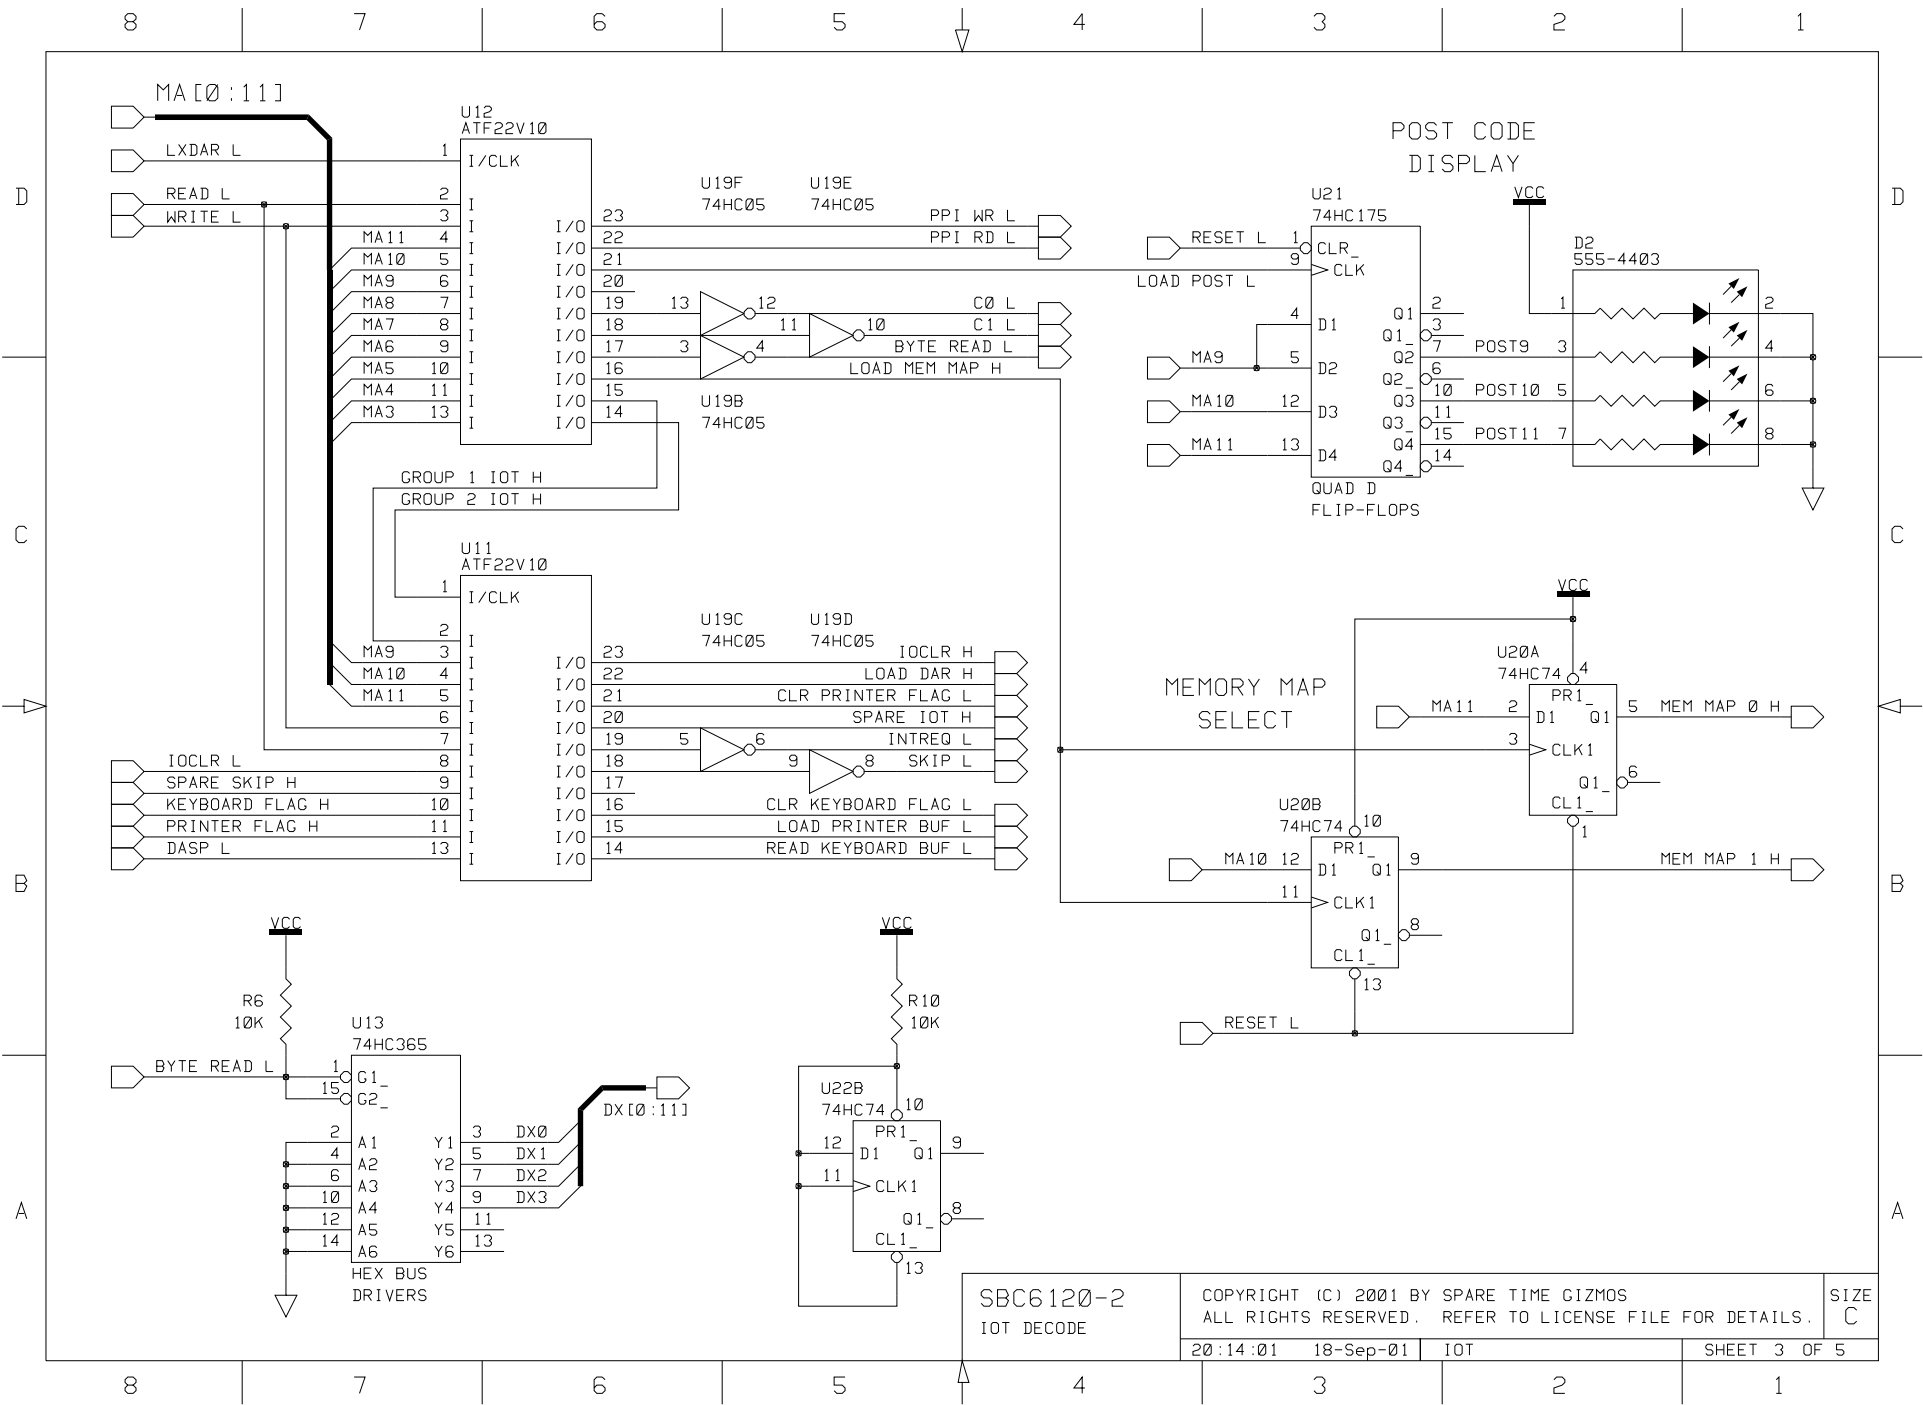 8 7 6 5 4 3 2 1
MA[0:11]
LXDAR L
READ L
WRITE L
U12
ATF22V10
1 I/CLK
2 I
3 I I/O 23 PPI WR L
MA11 4 I I/O 22 PPI RD L
MA10 5 I I/O 21 LOAD POST L
MA9 6 I I/O 20
MA8 7 I I/O 19 13 12 C0 L
MA7 8 I I/O 18 11 10 C1 L
MA6 9 I I/O 17 3 4 BYTE READ L
MA5 10 I I/O 16 LOAD MEM MAP H
MA4 11 I I/O 15
MA3 13 I I/O 14
U19F U19E
74HC05 74HC05
U19B
74HC05
GROUP 1 IOT H
GROUP 2 IOT H
POST CODE
DISPLAY
U21
74HC175
RESET L 1 CLR_
9 CLK
4 D1 Q1 2
Q1_ 3
MA9 5 D2 Q2 7 POST9
Q2_ 6
MA10 12 D3 Q3 10 POST10
Q3_ 11
MA11 13 D4 Q4 15 POST11
Q4_ 14
QUAD D
FLIP-FLOPS
VCC
D2
555-4403
1 2
3 4
5 6
7 8
D D
C C
B B
A A
U11
ATF22V10
1 I/CLK
2 I
MA9 3 I I/O 23 IOCLR H
MA10 4 I I/O 22 LOAD DAR H
MA11 5 I I/O 21 CLR PRINTER FLAG L
6 I I/O 20 SPARE IOT H
7 I I/O 19 5 6 INTREQ L
IOCLR L 8 I I/O 18 9 8 SKIP L
SPARE SKIP H 9 I I/O 17
KEYBOARD FLAG H 10 I I/O 16 CLR KEYBOARD FLAG L
PRINTER FLAG H 11 I I/O 15 LOAD PRINTER BUF L
DASP L 13 I I/O 14 READ KEYBOARD BUF L
U19C U19D
74HC05 74HC05
MEMORY MAP
SELECT
VCC
U20A
74HC74 4
PR1_
MA11 2 D1 Q1 5 MEM MAP 0 H
3 CLK1
Q1_ 6
CL1_
1
U20B
74HC74 10
PR1_
MA10 12 D1 Q1 9 MEM MAP 1 H
11 CLK1
Q1_ 8
CL1_
13
RESET L
VCC
R6
10K
U13
74HC365
BYTE READ L 1 G1_
15 G2_
2 A1 Y1 3 DX0
4 A2 Y2 5 DX1
6 A3 Y3 7 DX2
10 A4 Y4 9 DX3
12 A5 Y5 11
14 A6 Y6 13
HEX BUS
DRIVERS
DX[0:11]
VCC
R10
10K
U22B
74HC74 10
PR1_
12 D1 Q1 9
11 CLK1
Q1_ 8
CL1_
13
SBC6120-2
IOT DECODE
COPYRIGHT (C) 2001 BY SPARE TIME GIZMOS
ALL RIGHTS RESERVED. REFER TO LICENSE FILE FOR DETAILS.
SIZE
C
20:14:01 18-Sep-01 IOT SHEET 3 OF 5
8 7 6 5 4 3 2 1